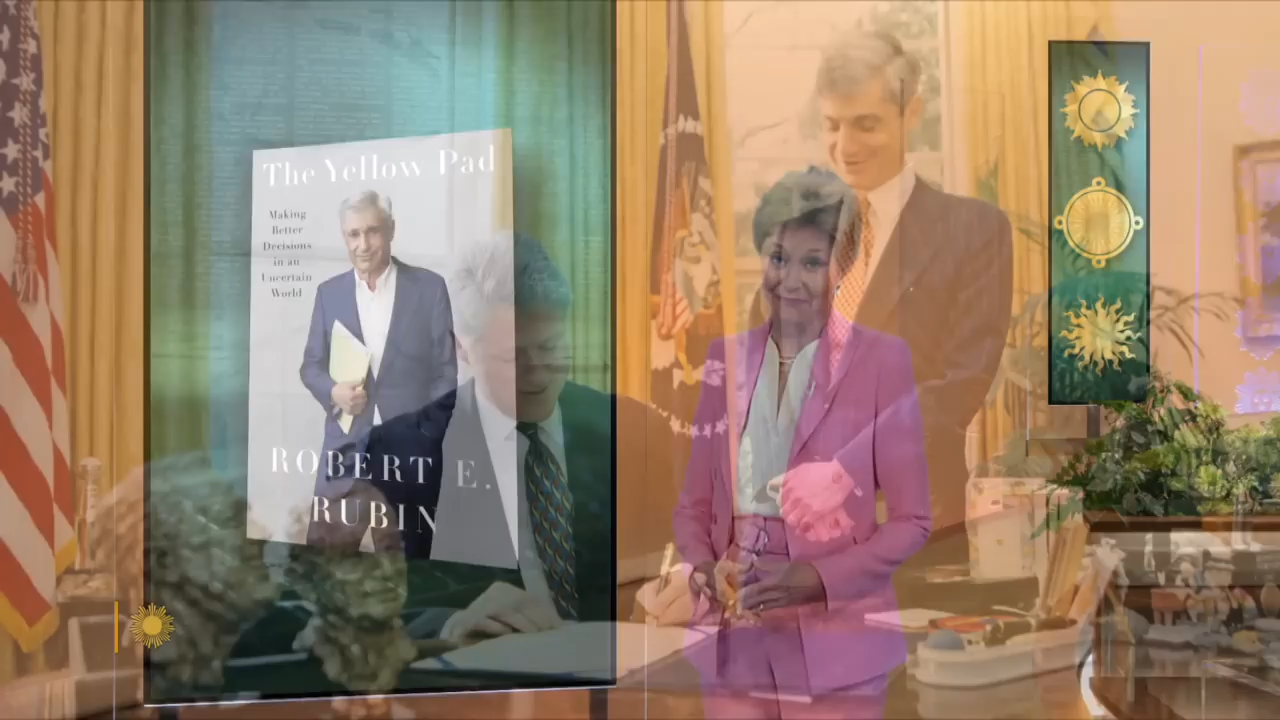 The Yellow Pad
Making
Better
Decisions
in an
Uncertain
World
ROBERT E.
RUBIN